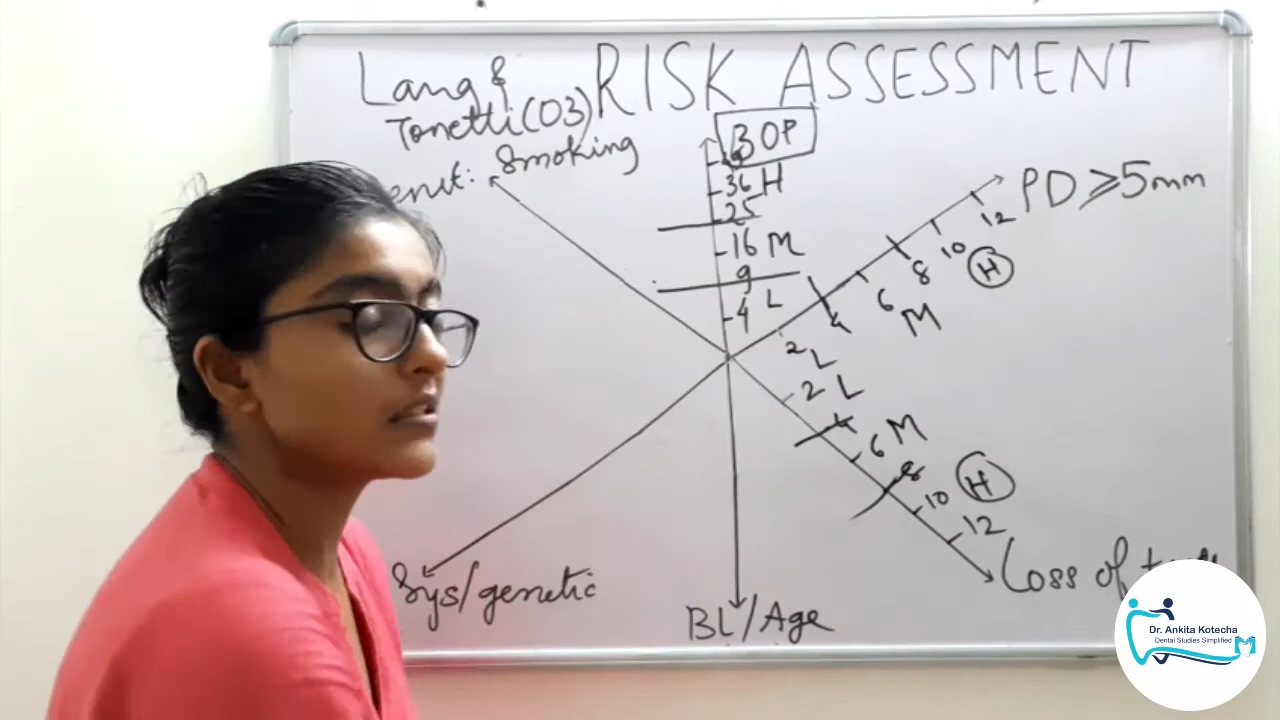 Lang &
Tonetti (03)
RISK ASSESSMENT
BOP
Smoking
36 H
25
16 M
9
4 L
PD ≥ 5mm
12
10
H
8
6
M
4
2
L
2 L
4
6 M
8
10 H
12
Loss of
Sys/genetic
BL/Age
Dr. Ankita Kotecha
Dental Studies Simplified